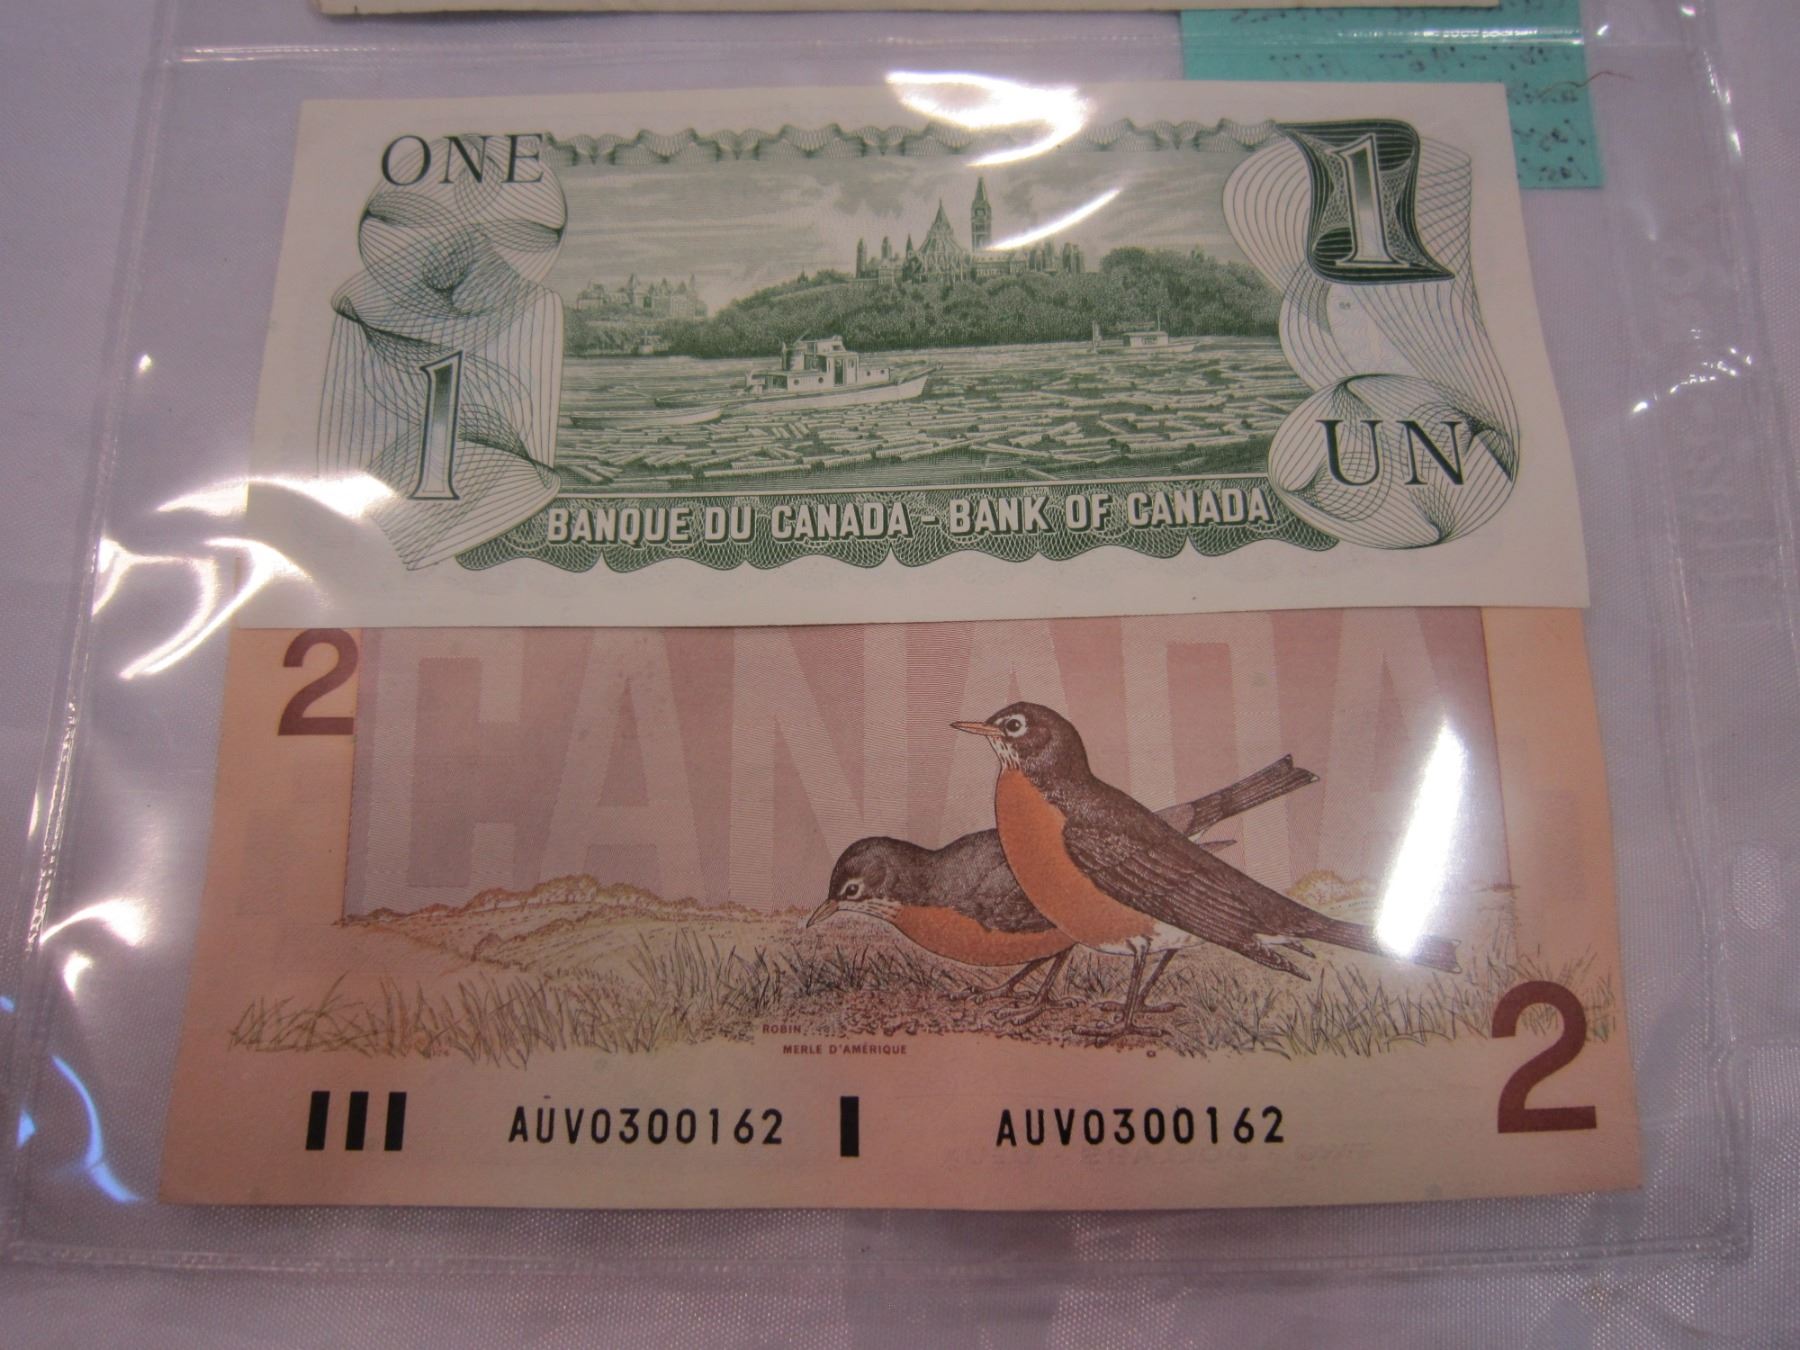 ONE
1
1
UN
BANQUE DU CANADA - BANK OF CANADA
2
CANADA
ROBIN
MERLE D'AMÉRIQUE
2
AUV0300162 AUV0300162